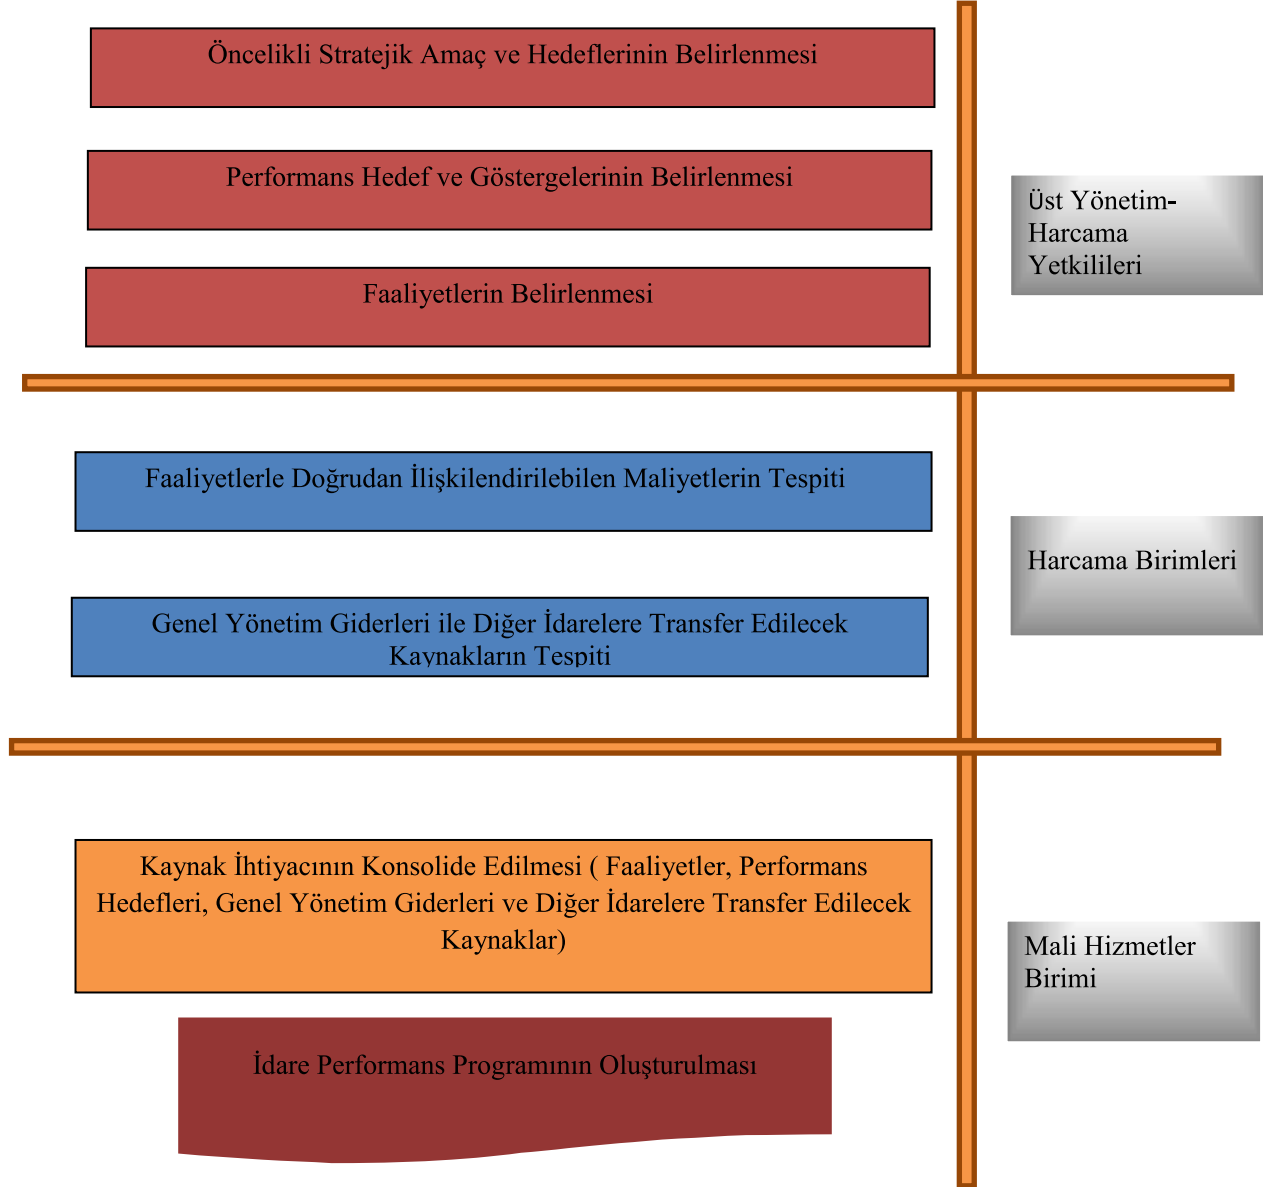 Öncelikli Stratejik Amaç ve Hedeflerinin Belirlenmesi
Performans Hedef ve Göstergelerinin Belirlenmesi
Faaliyetlerin Belirlenmesi
Üst Yönetim-
Harcama
Yetkilileri
Faaliyetlerle Doğrudan İlişkilendirilebilen Maliyetlerin Tespiti
Genel Yönetim Giderleri ile Diğer İdarelere Transfer Edilecek
Kaynakların Tespiti
Harcama Birimleri
Kaynak İhtiyacının Konsolide Edilmesi ( Faaliyetler, Performans
Hedefleri, Genel Yönetim Giderleri ve Diğer İdarelere Transfer Edilecek
Kaynaklar)
İdare Performans Programının Oluşturulması
Mali Hizmetler
Birimi